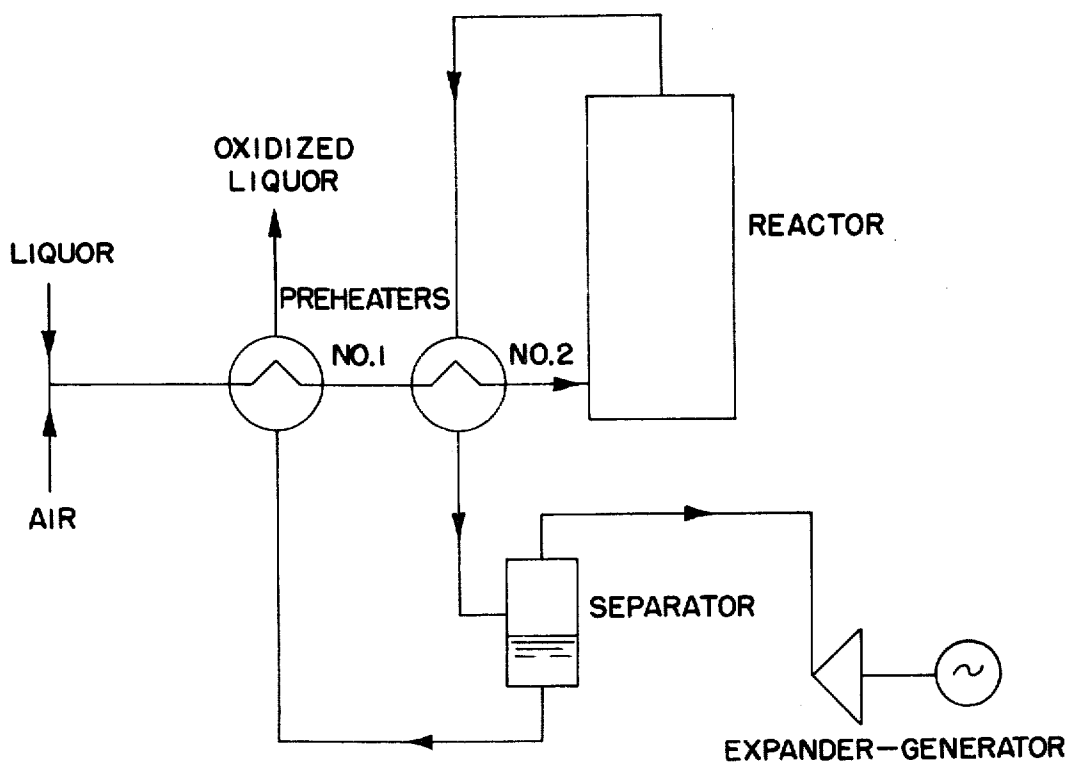 OXIDIZED
LIQUOR
REACTOR
LIQUOR
PREHEATERS
NO.1
NO.2
AIR
SEPARATOR
EXPANDER-GENERATOR